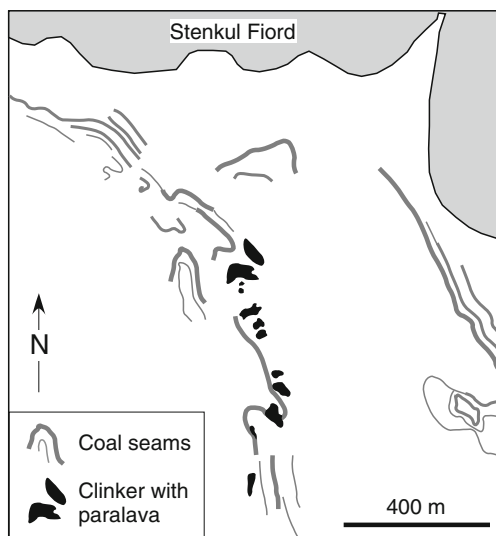 Stenkul Fiord
N
Coal seams
Clinker with
paralava
400 m